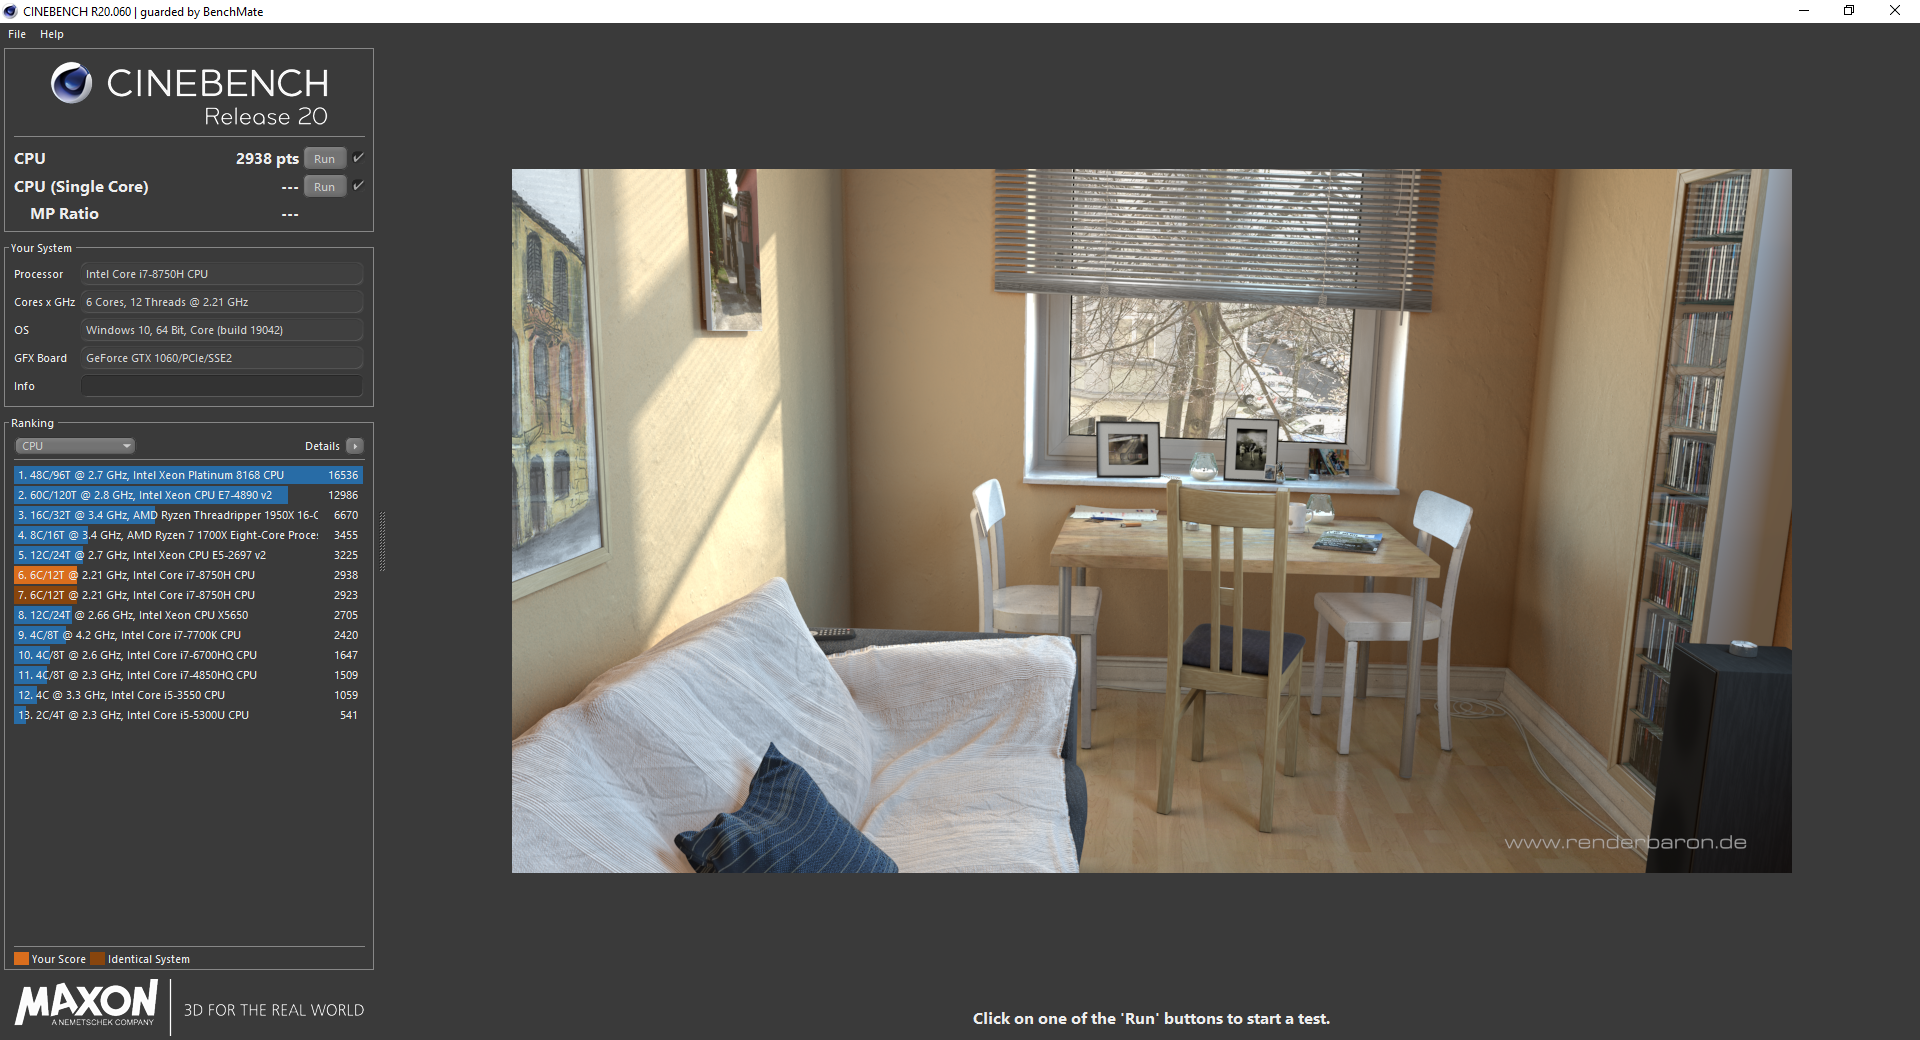 CINEBENCH R20.060 | guarded by BenchMate
File Help
CINEBENCH
Release 20
CPU 2938 pts Run
CPU (Single Core) --- Run
MP Ratio ---
Your System
Processor Intel Core i7-8750H CPU
Cores x GHz 6 Cores, 12 Threads @ 2.21 GHz
OS Windows 10, 64 Bit, Core (build 19042)
GFX Board GeForce GTX 1060/PCIe/SSE2
Info
Ranking
CPU Details
1. 48C/96T @ 2.7 GHz, Intel Xeon Platinum 8168 CPU 16536
2. 60C/120T @ 2.8 GHz, Intel Xeon CPU E7-4890 v2 12986
3. 16C/32T @ 3.4 GHz, AMD Ryzen Threadripper 1950X 16-C 6670
4. 8C/16T @ 3.4 GHz, AMD Ryzen 7 1700X Eight-Core Proces 3455
5. 12C/24T @ 2.7 GHz, Intel Xeon CPU E5-2697 v2 3225
6. 6C/12T @ 2.21 GHz, Intel Core i7-8750H CPU 2938
7. 6C/12T @ 2.21 GHz, Intel Core i7-8750H CPU 2923
8. 12C/24T @ 2.66 GHz, Intel Xeon CPU X5650 2705
9. 4C/8T @ 4.2 GHz, Intel Core i7-7700K CPU 2420
10. 4C/8T @ 2.6 GHz, Intel Core i7-6700HQ CPU 1647
11. 4C/8T @ 2.3 GHz, Intel Core i7-4850HQ CPU 1509
12. 4C @ 3.3 GHz, Intel Core i5-3550 CPU 1059
13. 2C/4T @ 2.3 GHz, Intel Core i5-5300U CPU 541
Your Score Identical System
MAXON
A NEMETSCHEK COMPANY
3D FOR THE REAL WORLD
www.renderbaron.de
Click on one of the 'Run' buttons to start a test.